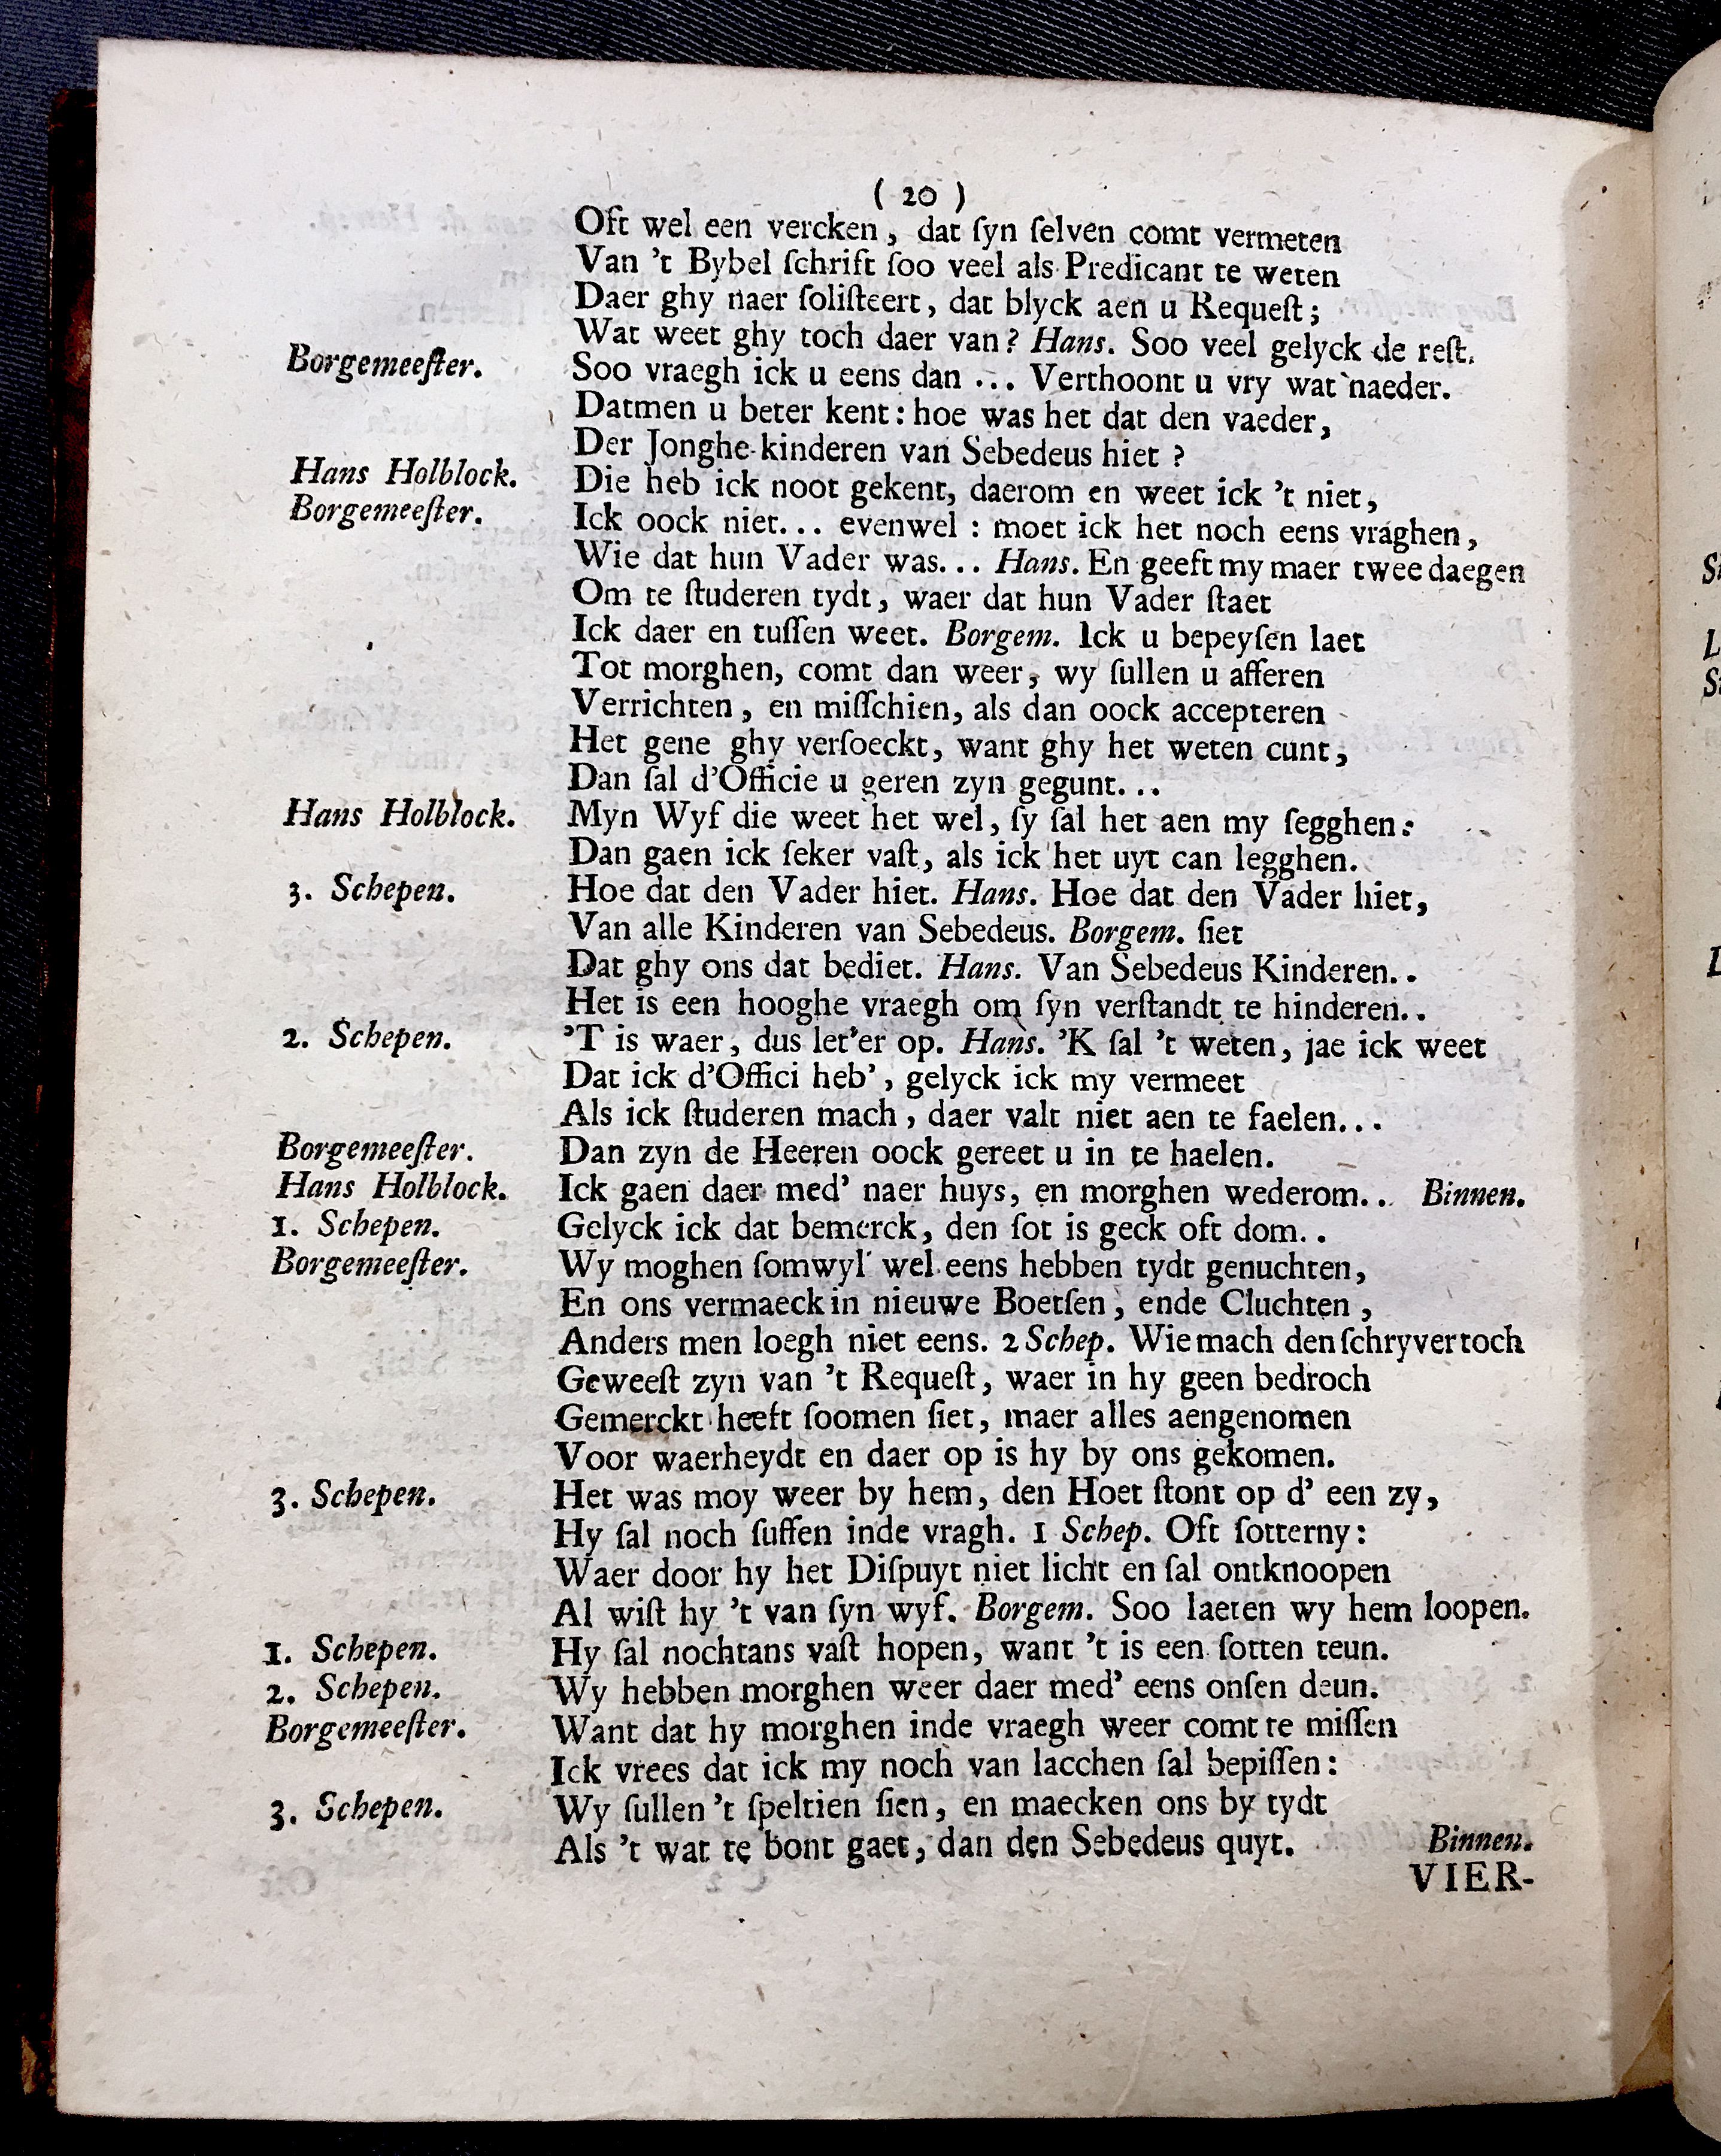 ( 20 )
Oft wel een vercken, dat ſyn ſelven comt vermeten
Van 't Bybel ſchrift ſoo veel als Predicant te weten
Daer ghy naer ſoliſteert, dat blyck aen u Requeſt;
Wat weet ghy toch daer van? Hans. Soo veel gelyck de reſt.
Borgemeeſter. Soo vraegh ick u eens dan ... Verthoont u vry wat naeder.
Datmen u beter kent: hoe was het dat den vaeder,
Der Jonghe kinderen van Sebedeus hiet ?
Hans Holblock. Die heb ick noot gekent, daerom en weet ick 't niet,
Borgemeeſter. Ick oock niet... evenwel : moet ick het noch eens vraghen,
Wie dat hun Vader was... Hans. En geeft my maer twee daegen
Om te ſtuderen tydt, waer dat hun Vader ſtaet
Ick daer en tuſſen weet. Borgem. Ick u bepeyſen laet
Tot morghen, comt dan weer, wy ſullen u afferen
Verrichten, en miſſchien, als dan oock accepteren
Het gene ghy verſoeckt, want ghy het weten cunt,
Dan ſal d'Officie u geren zyn gegunt...
Hans Holblock. Myn Wyf die weet het wel, ſy ſal het aen my ſegghen:
Dan gaen ick ſeker vaſt, als ick het uyt can legghen.
3. Schepen. Hoe dat den Vader hiet. Hans. Hoe dat den Vader hiet,
Van alle Kinderen van Sebedeus. Borgem. ſiet
Dat ghy ons dat bediet. Hans. Van Sebedeus Kinderen..
Het is een hooghe vraegh om ſyn verſtandt te hinderen..
2. Schepen. 'T is waer, dus let'er op. Hans. 'K ſal 't weten, jae ick weet
Dat ick d'Offici heb', gelyck ick my vermeet
Als ick ſtuderen mach, daer valt niet aen te faelen...
Borgemeeſter. Dan zyn de Heeren oock gereet u in te haelen.
Hans Holblock. Ick gaen daer med' naer huys, en morghen wederom.. Binnen.
1. Schepen. Gelyck ick dat bemerck, den ſot is geck oft dom..
Borgemeeſter. Wy moghen ſomwyl wel eens hebben tydt genuchten,
En ons vermaeck in nieuwe Boetſen, ende Cluchten,
Anders men loegh niet eens. 2 Schep. Wie mach den ſchryver toch
Geweeſt zyn van 't Requeſt, waer in hy geen bedroch
Gemerckt heeft ſoomen ſiet, maer alles aengenomen
Voor waerheydt en daer op is hy by ons gekomen.
3. Schepen. Het was moy weer by hem, den Hoet ſtont op d' een zy,
Hy ſal noch ſuffen inde vragh. 1 Schep. Oft ſotterny:
Waer door hy het Diſpuyt niet licht en ſal ontknoopen
Al wiſt hy 't van ſyn wyf. Borgem. Soo laeten wy hem loopen.
1. Schepen. Hy ſal nochtans vaſt hopen, want 't is een ſotten teun.
2. Schepen. Wy hebben morghen weer daer med' eens onſen deun.
Borgemeeſter. Want dat hy morghen inde vraegh weer comt te miſſen
Ick vrees dat ick my noch van lacchen ſal bepiſſen:
3. Schepen. Wy ſullen 't ſpeltien ſien, en maecken ons by tydt
Als 't wat te bont gaet, dan den Sebedeus quyt. Binnen.
VIER-